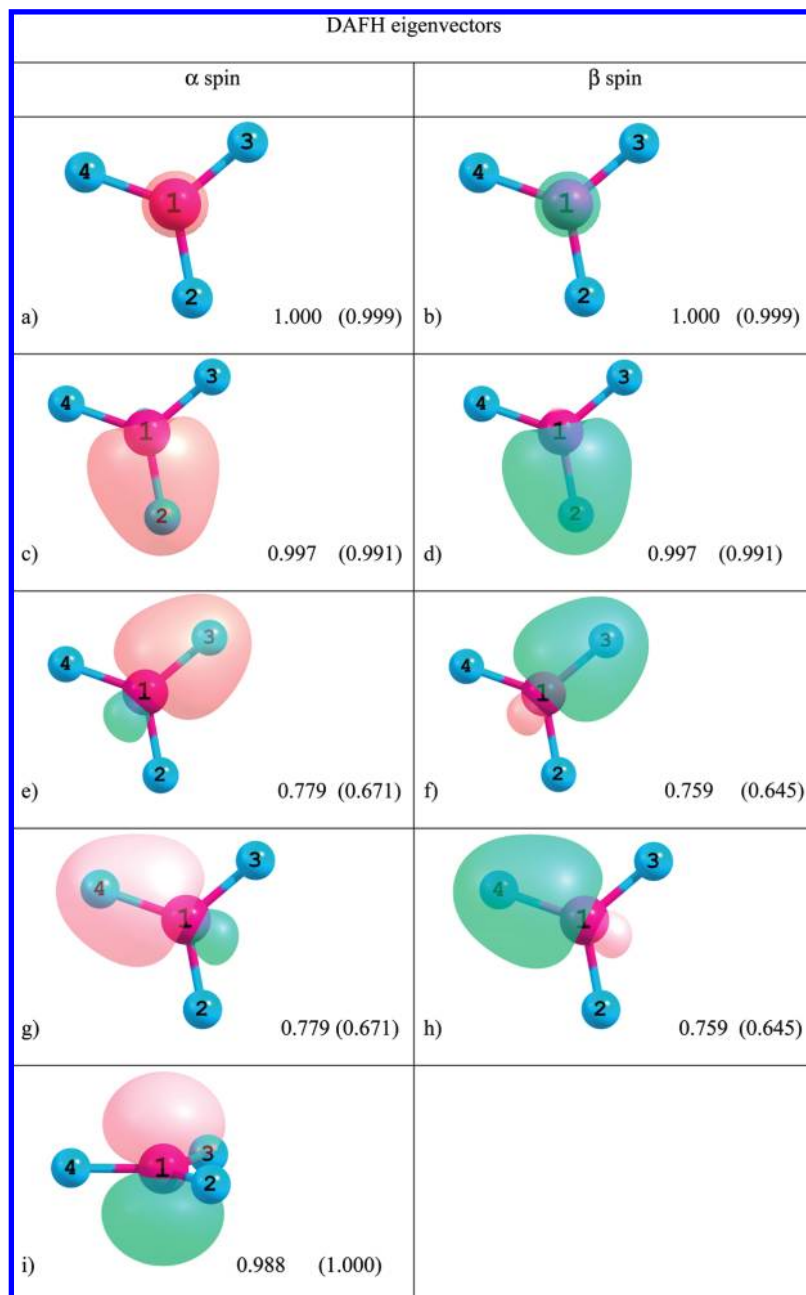 DAFH eigenvectors
α spin β spin
3 3
4 4
1 1
2 2
a) 1.000 (0.999) b) 1.000 (0.999)
3 3
4 4
1 1
2 2
c) 0.997 (0.991) d) 0.997 (0.991)
3 3
4 4
1 1
2 2
e) 0.779 (0.671) f) 0.759 (0.645)
3 3
4 4
1 1
2 2
g) 0.779 (0.671) h) 0.759 (0.645)
3
4 1
2
i) 0.988 (1.000)